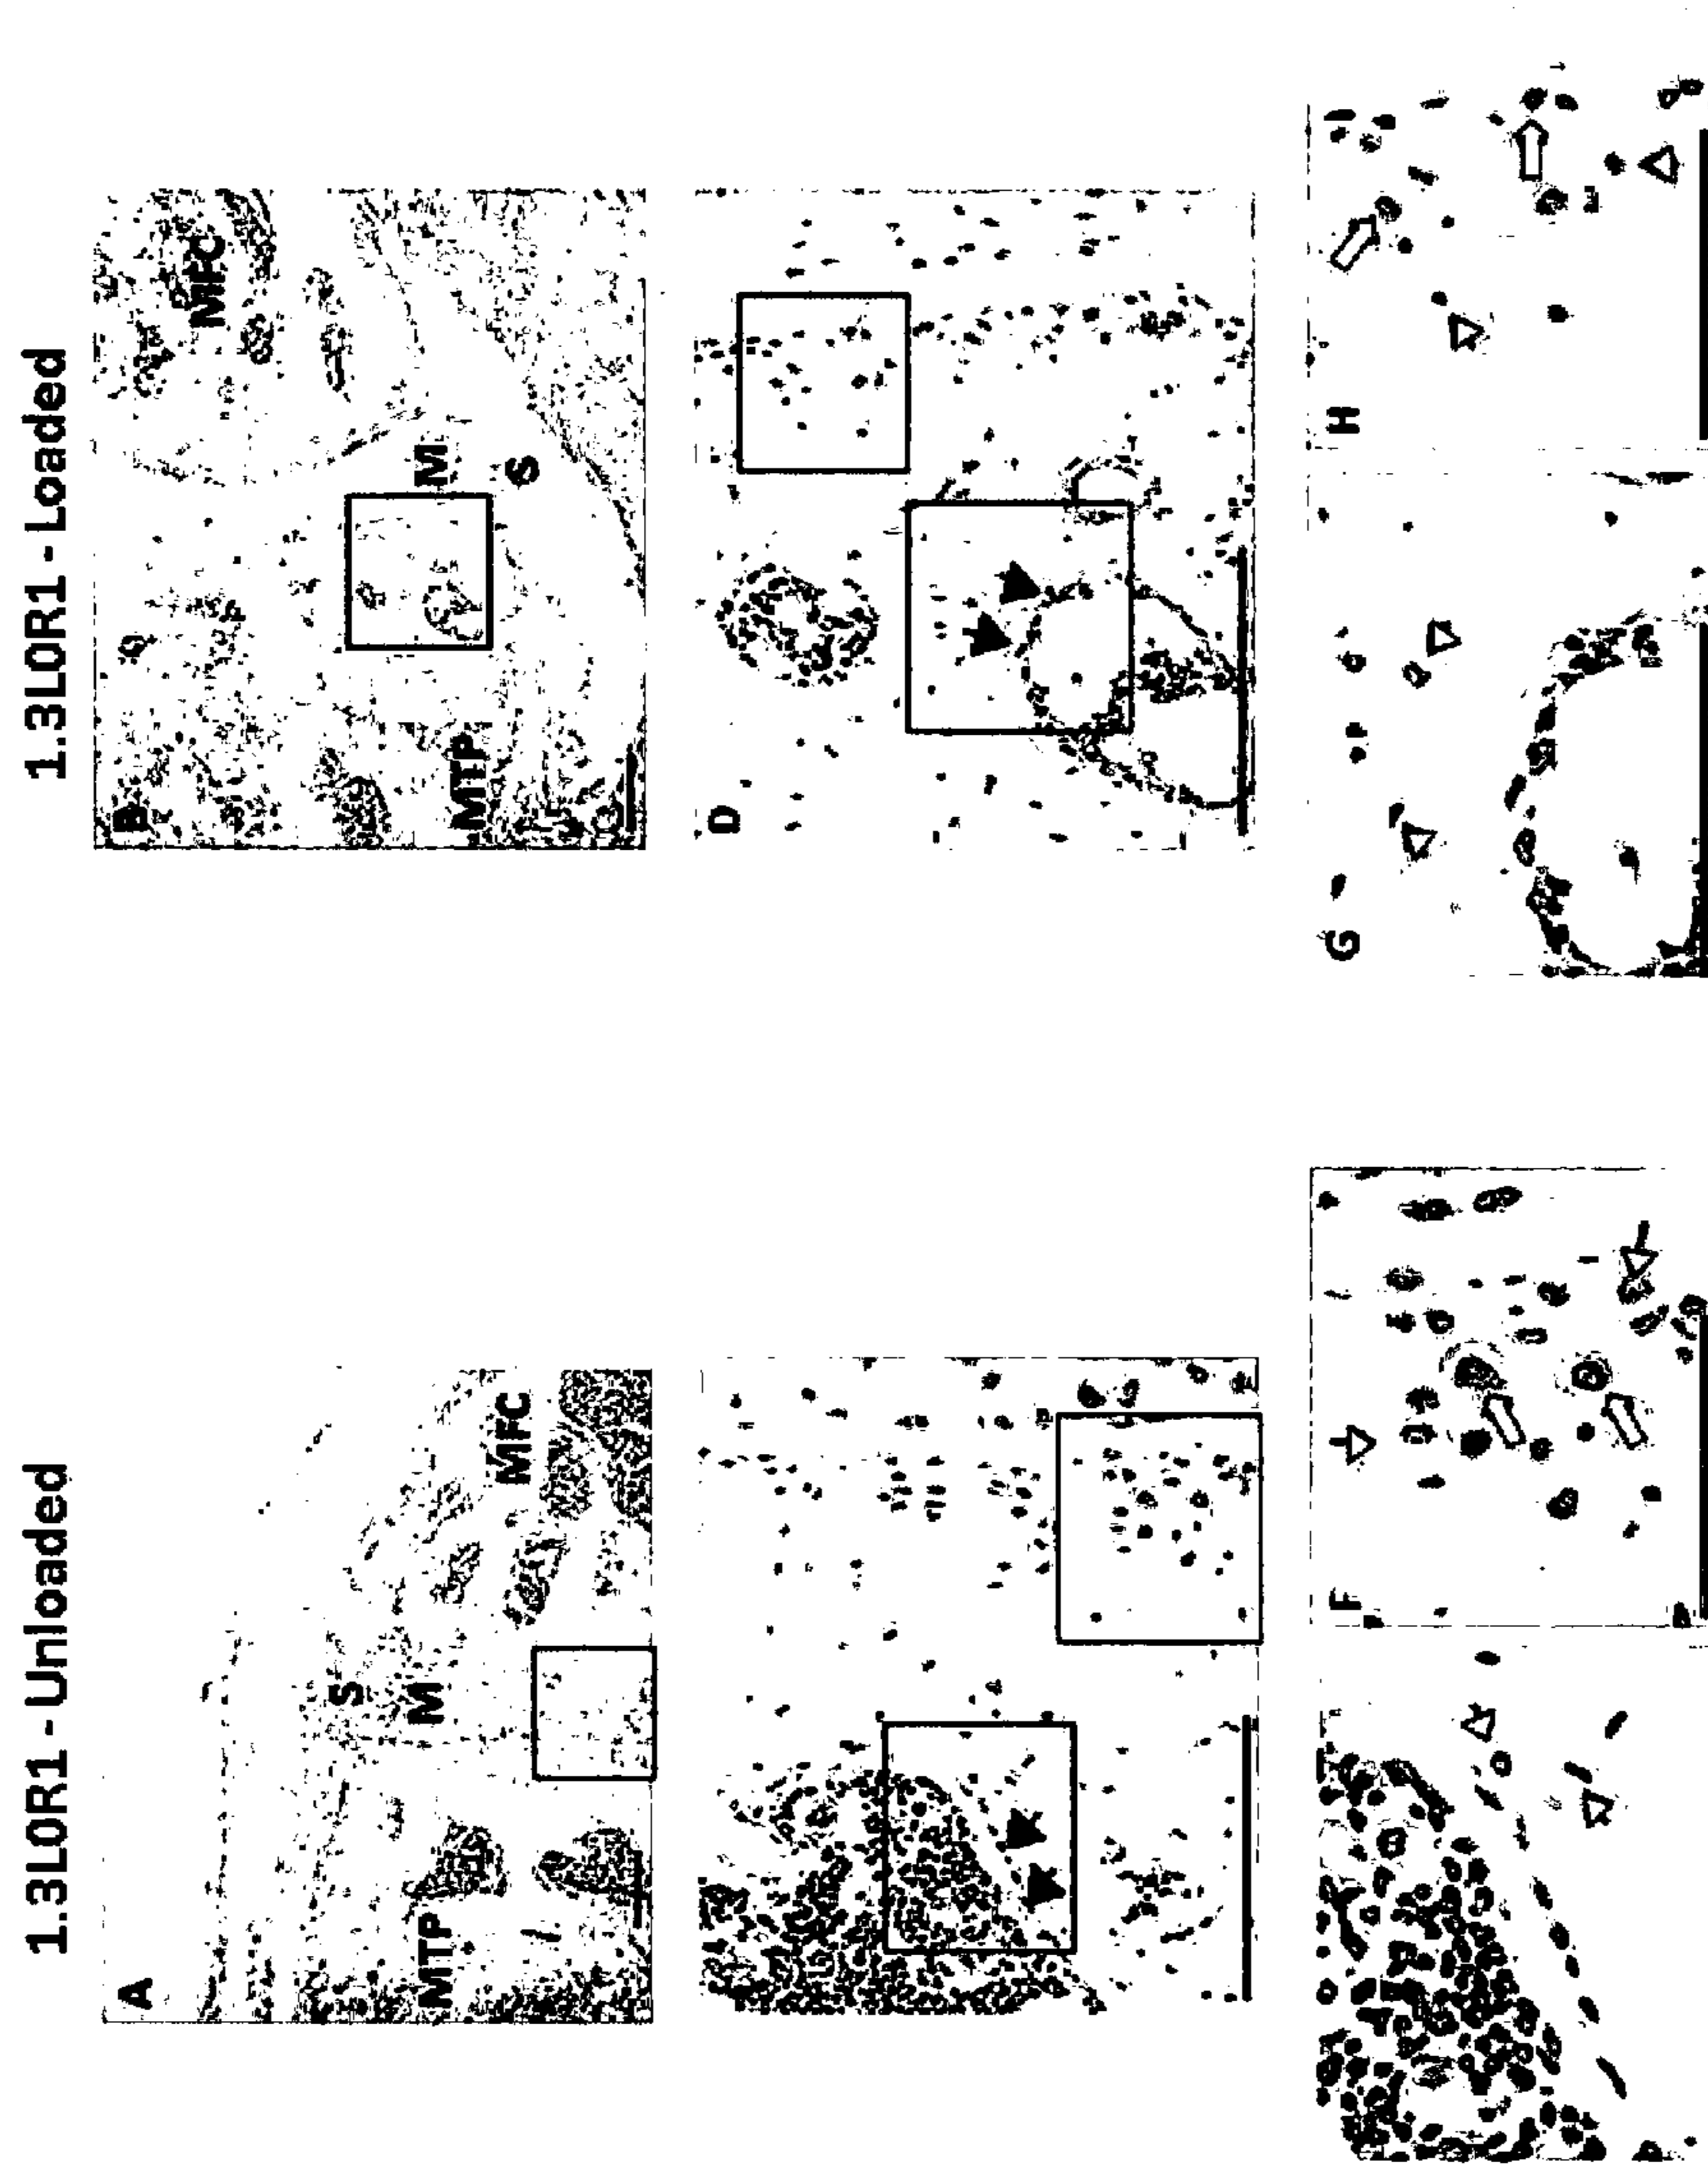 1.3L0R1 - Unloaded
1.3L0R1 - Loaded
A
S
M
MTP
MFC
B
MFC
M
S
MTP
D
F
G
H